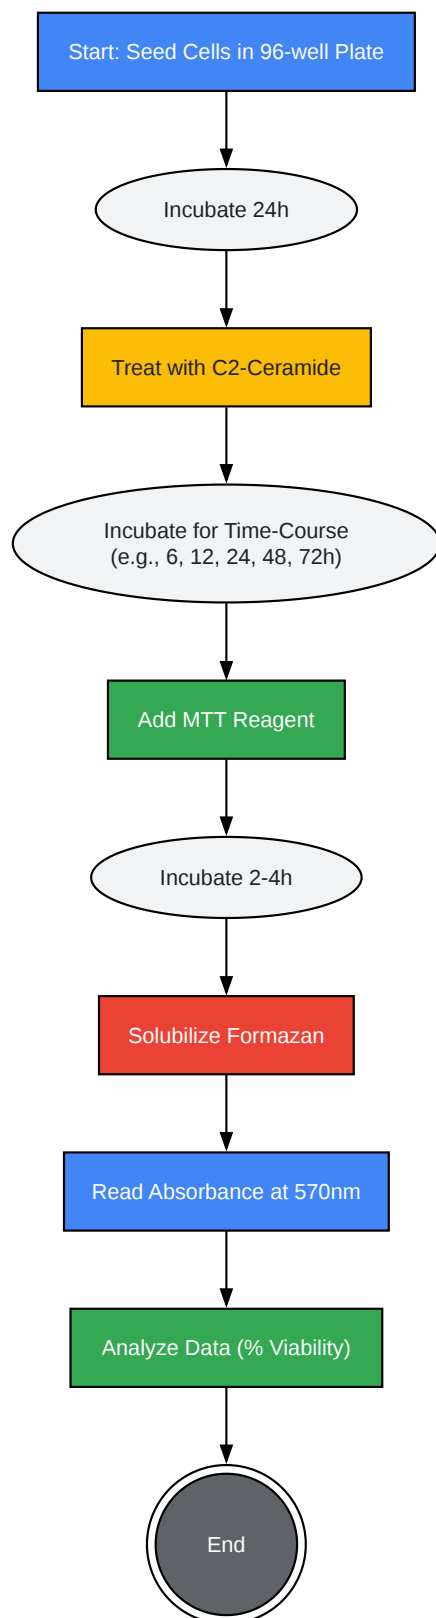 Start: Seed Cells in 96-well Plate
Incubate 24h
Treat with C2-Ceramide
Incubate for Time-Course
(e.g., 6, 12, 24, 48, 72h)
Add MTT Reagent
Incubate 2-4h
Solubilize Formazan
Read Absorbance at 570nm
Analyze Data (% Viability)
End